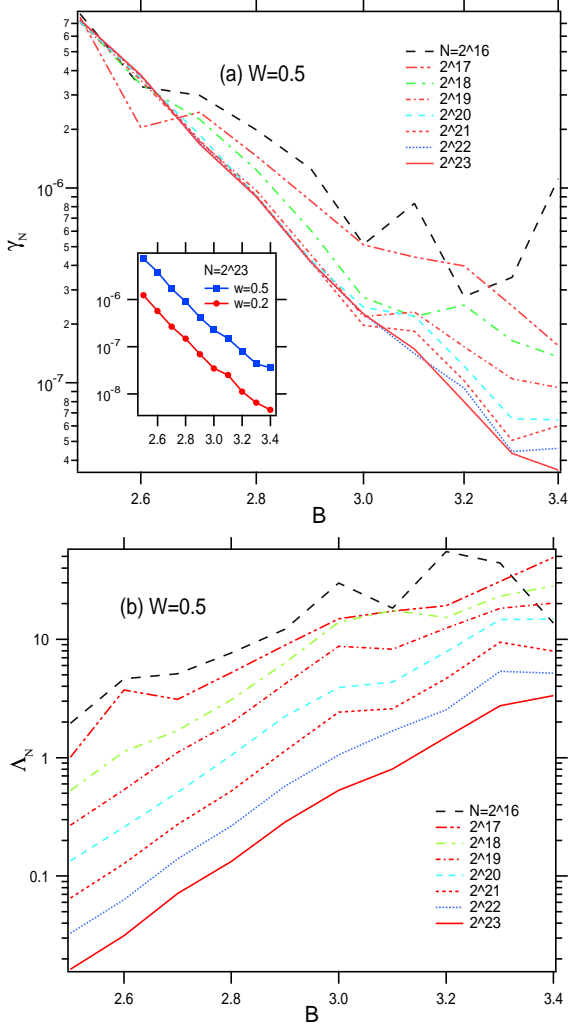 (a) W=0.5
N=2^16
2^17
2^18
2^19
2^20
2^21
2^22
2^23
7
6
5
4
3
2
10^-6
8
7
6
5
4
3
2
10^-7
8
7
6
5
4
γ_N
N=2^23
w=0.5
w=0.2
10^-6
10^-7
10^-8
2.6 2.8 3.0 3.2 3.4
2.6 2.8 3.0 3.2 3.4
B
(b) W=0.5
10
1
0.1
Λ_N
N=2^16
2^17
2^18
2^19
2^20
2^21
2^22
2^23
2.6 2.8 3.0 3.2 3.4
B